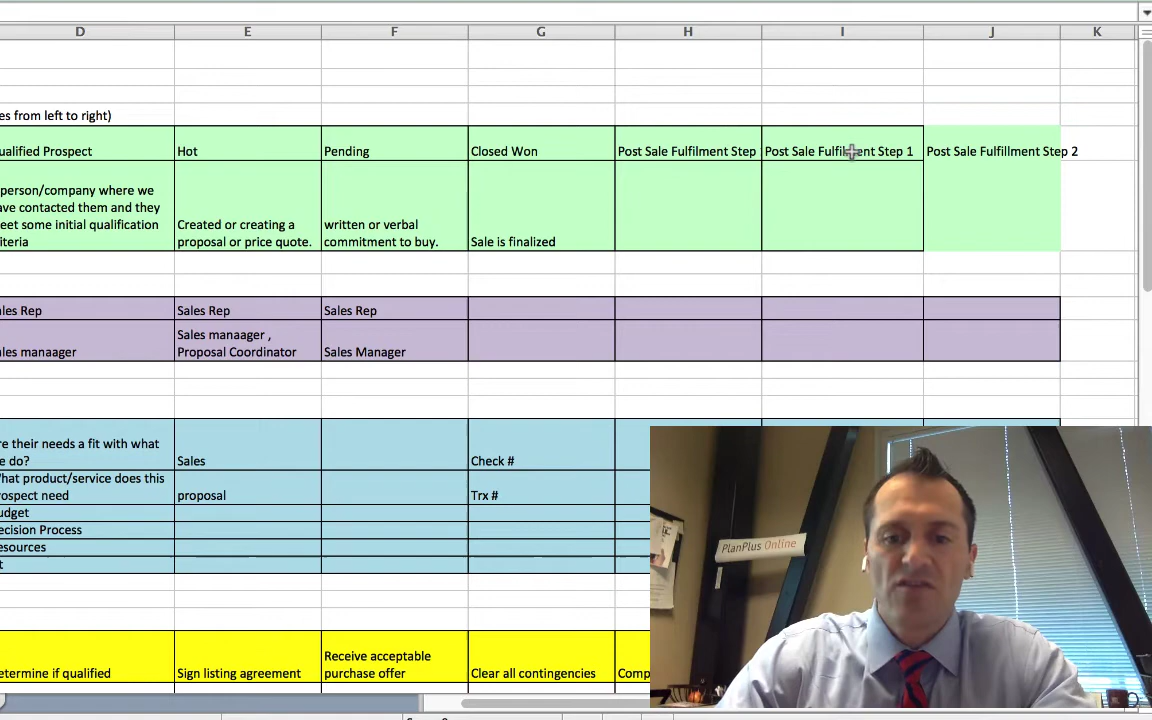 D E F G H I J K
es from left to right)
ualified Prospect
Hot
Pending
Closed Won
Post Sale Fulfilment Step
Post Sale Fulfillment Step 1
Post Sale Fulfillment Step 2
person/company where we
ave contacted them and they
eet some initial qualification
iteria
Created or creating a
proposal or price quote.
written or verbal
commitment to buy.
Sale is finalized
ales Rep
Sales Rep
Sales Rep
ales manaager
Sales manaager ,
Proposal Coordinator
Sales Manager
re their needs a fit with what
e do?
Sales
Check #
hat product/service does this
rospect need
proposal
Trx #
udget
ecision Process
esources
t
etermine if qualified
Sign listing agreement
Receive acceptable
purchase offer
Clear all contingencies
Comp
PlanPlus Online